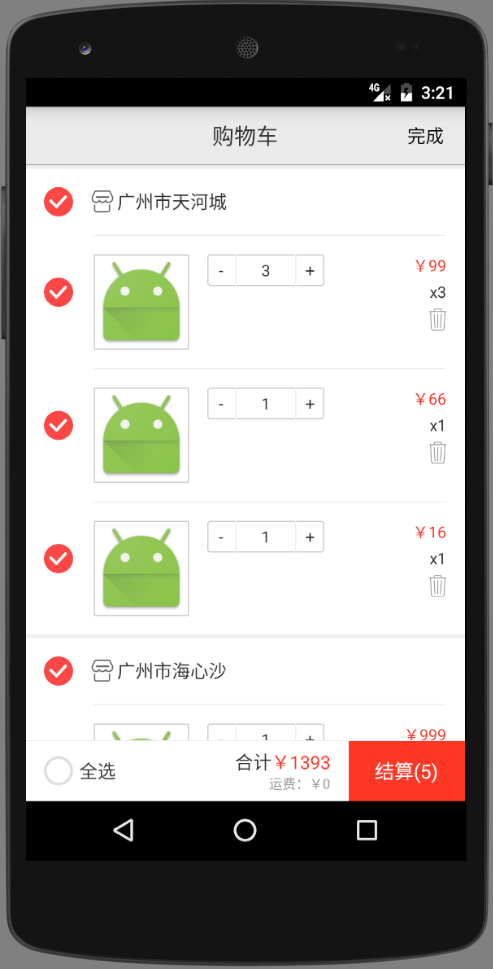 4G 3:21
购物车 完成
广州市天河城
- 3 + ￥99
x3
- 1 + ￥66
x1
- 1 + ￥16
x1
广州市海心沙
- 1 + ￥999
全选 合计￥1393 结算(5)
运费：￥0